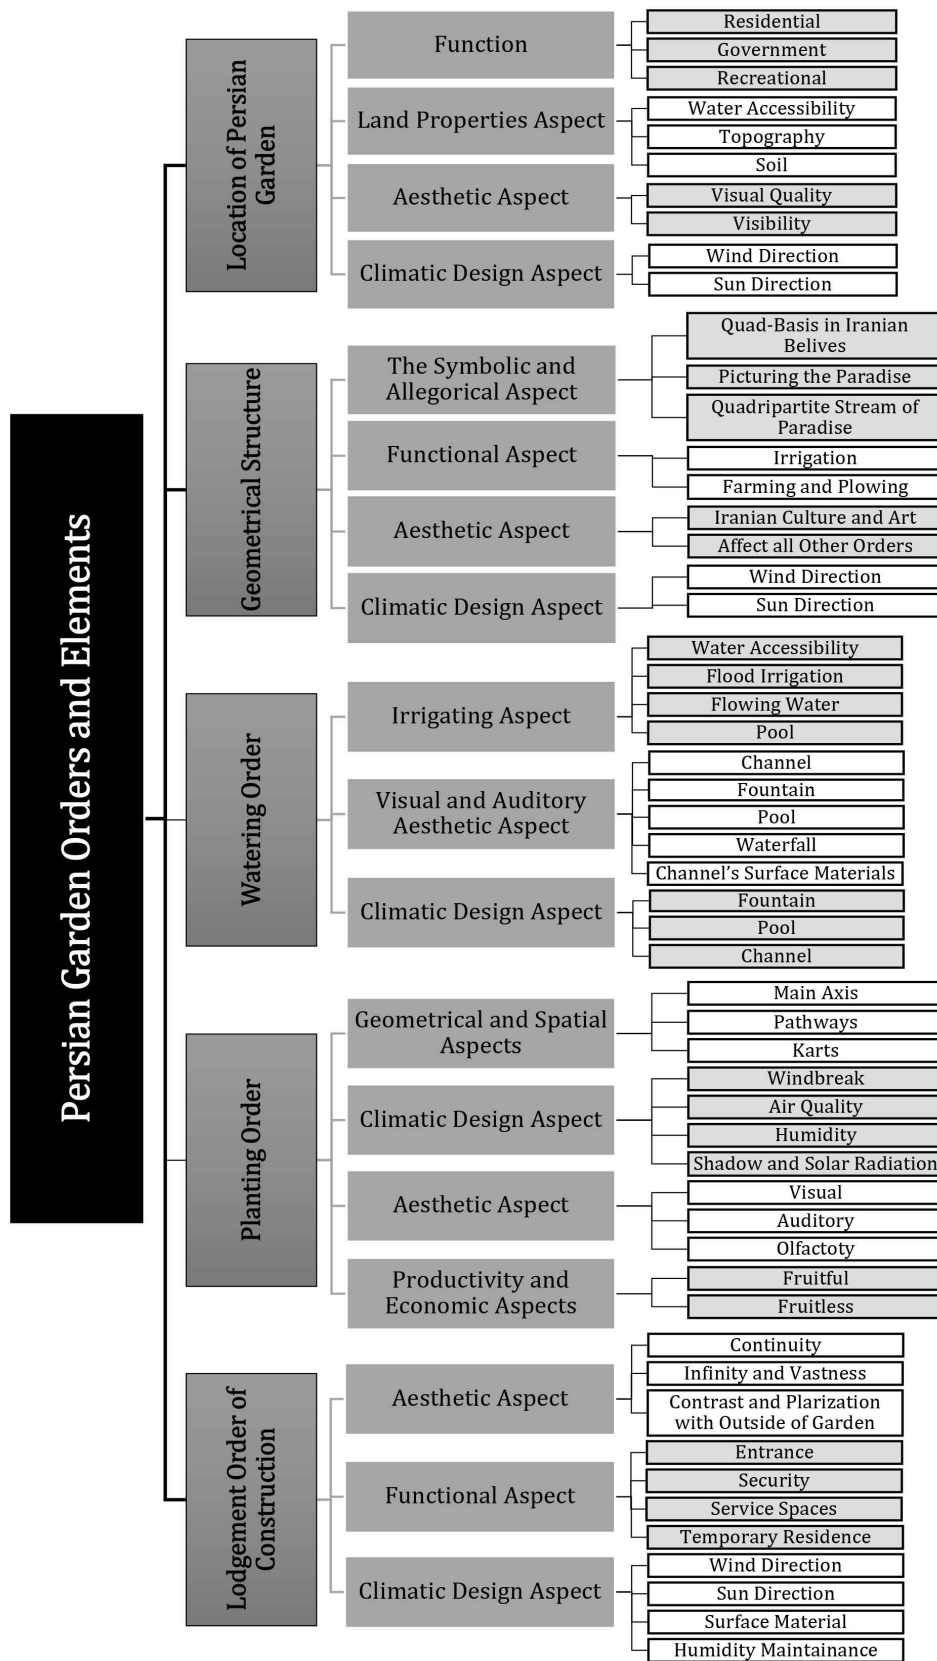 Persian Garden Orders and Elements
Location of Persian
Garden
Function
Residential
Government
Recreational
Land Properties Aspect
Water Accessibility
Topography
Soil
Aesthetic Aspect
Visual Quality
Visibility
Climatic Design Aspect
Wind Direction
Sun Direction
Geometrical Structure
The Symbolic and
Allegorical Aspect
Quad-Basis in Iranian
Belives
Picturing the Paradise
Quadripartite Stream of
Paradise
Functional Aspect
Irrigation
Farming and Plowing
Aesthetic Aspect
Iranian Culture and Art
Affect all Other Orders
Climatic Design Aspect
Wind Direction
Sun Direction
Watering Order
Irrigating Aspect
Water Accessibility
Flood Irrigation
Flowing Water
Pool
Visual and Auditory
Aesthetic Aspect
Channel
Fountain
Pool
Waterfall
Channel's Surface Materials
Climatic Design Aspect
Fountain
Pool
Channel
Planting Order
Geometrical and Spatial
Aspects
Main Axis
Pathways
Karts
Climatic Design Aspect
Windbreak
Air Quality
Humidity
Shadow and Solar Radiation
Aesthetic Aspect
Visual
Auditory
Olfactoty
Productivity and
Economic Aspects
Fruitful
Fruitless
Lodgement Order of
Construction
Aesthetic Aspect
Continuity
Infinity and Vastness
Contrast and Plarization
with Outside of Garden
Functional Aspect
Entrance
Security
Service Spaces
Temporary Residence
Climatic Design Aspect
Wind Direction
Sun Direction
Surface Material
Humidity Maintainance